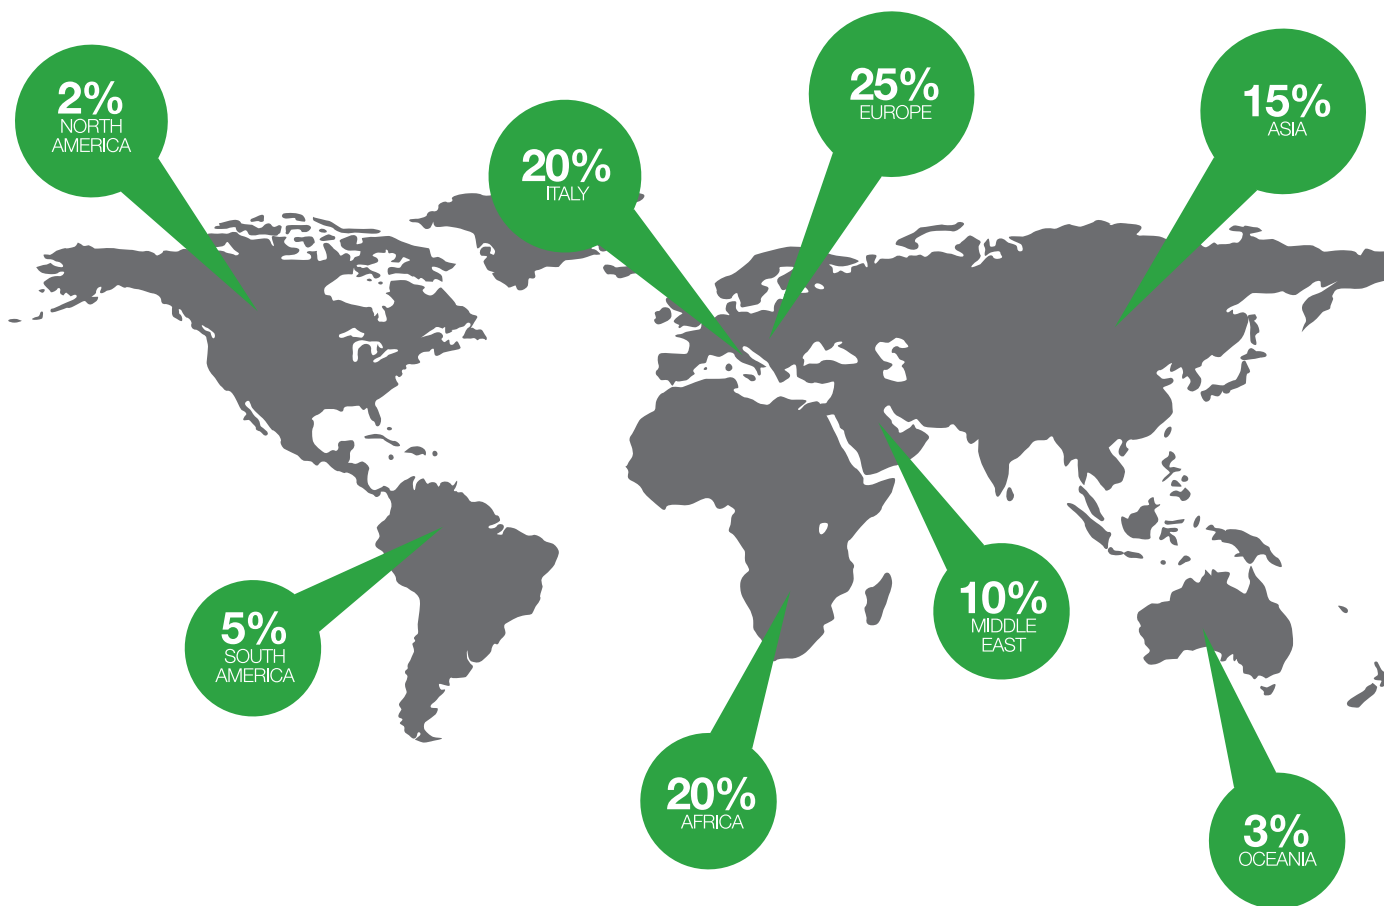 2%
NORTH
AMERICA
20%
ITALY
25%
EUROPE
15%
ASIA
5%
SOUTH
AMERICA
20%
AFRICA
10%
MIDDLE
EAST
3%
OCEANIA